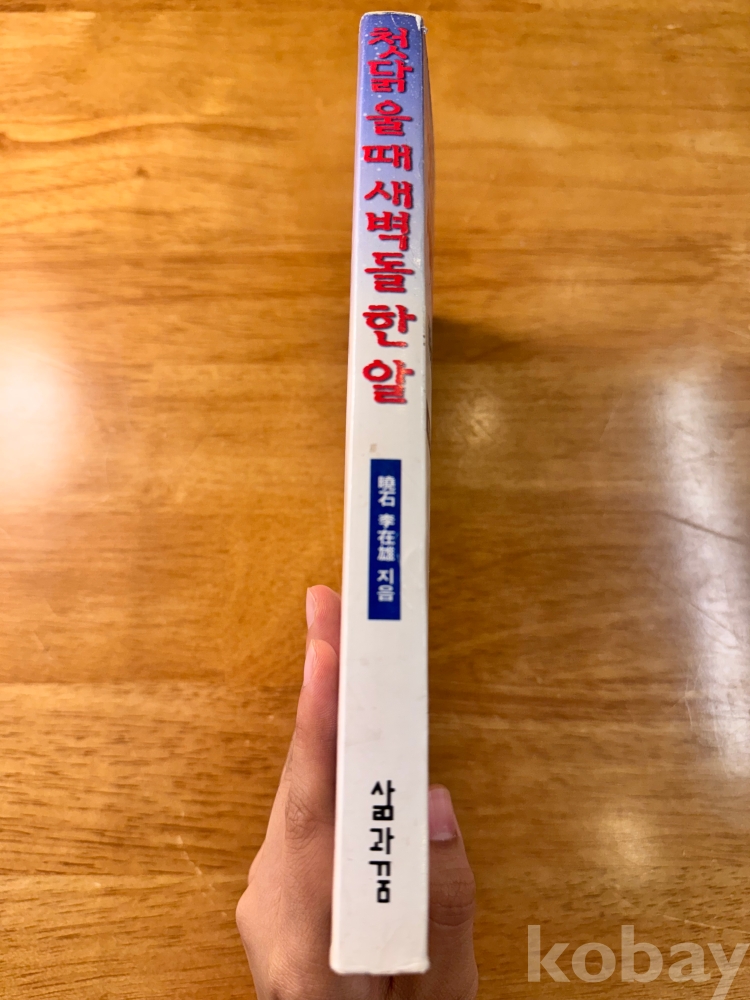 첫닭 울 때 새벽돌 한 알
曉石 李在雄 지음
삶과꿈
kobay